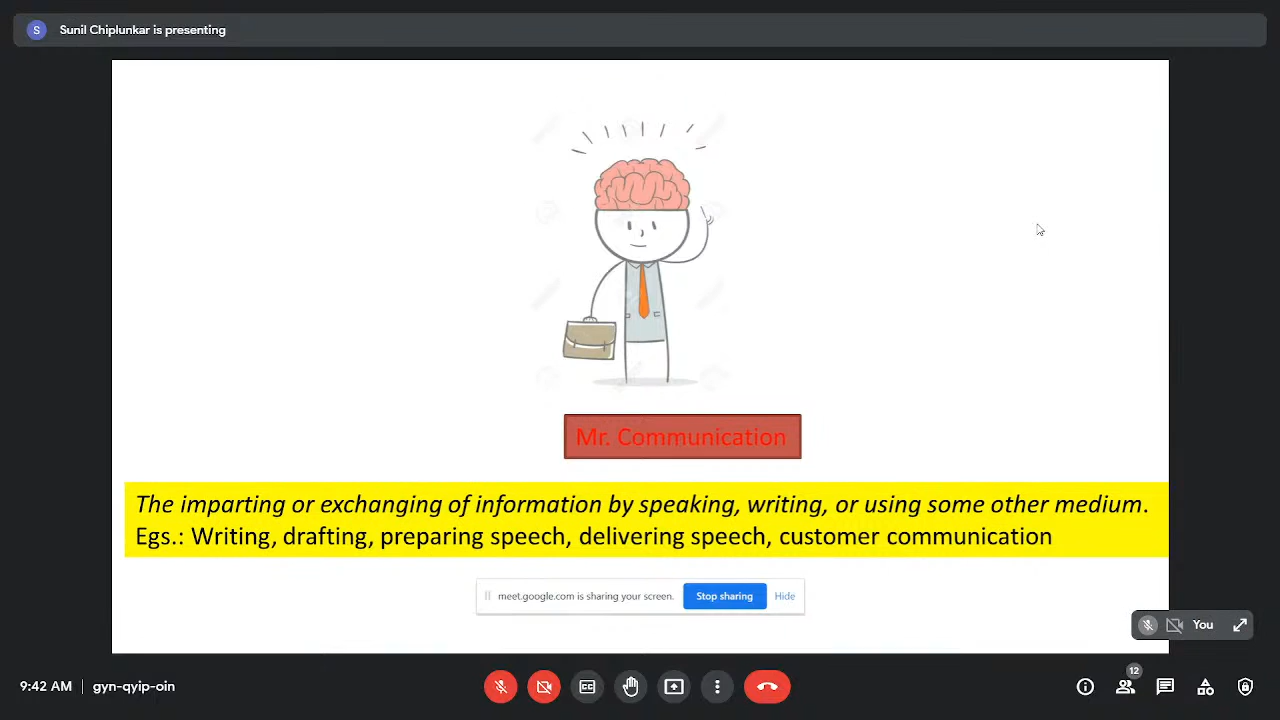 S
Sunil Chiplunkar is presenting
Mr. Communication
The imparting or exchanging of information by speaking, writing, or using some other medium.
Egs.: Writing, drafting, preparing speech, delivering speech, customer communication
meet.google.com is sharing your screen. Stop sharing Hide
You
12
9:42 AM | gyn-qyip-oin
CC